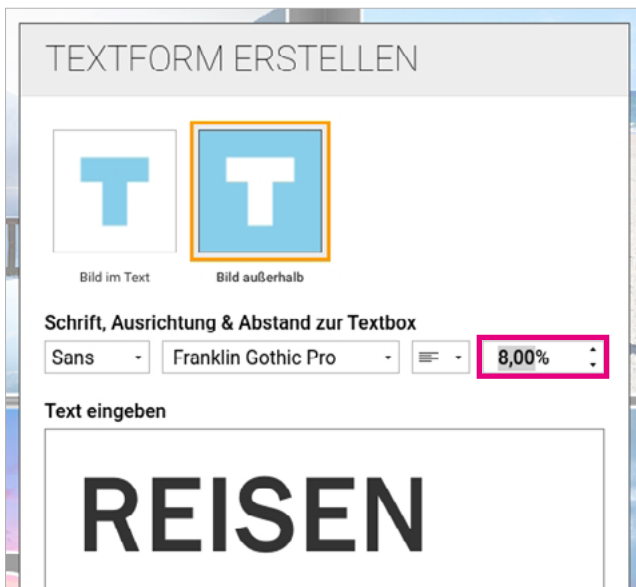 TEXTFORM ERSTELLEN
T T
Bild im Text Bild außerhalb
Schrift, Ausrichtung & Abstand zur Textbox
Sans Franklin Gothic Pro 8,00%
Text eingeben
REISEN